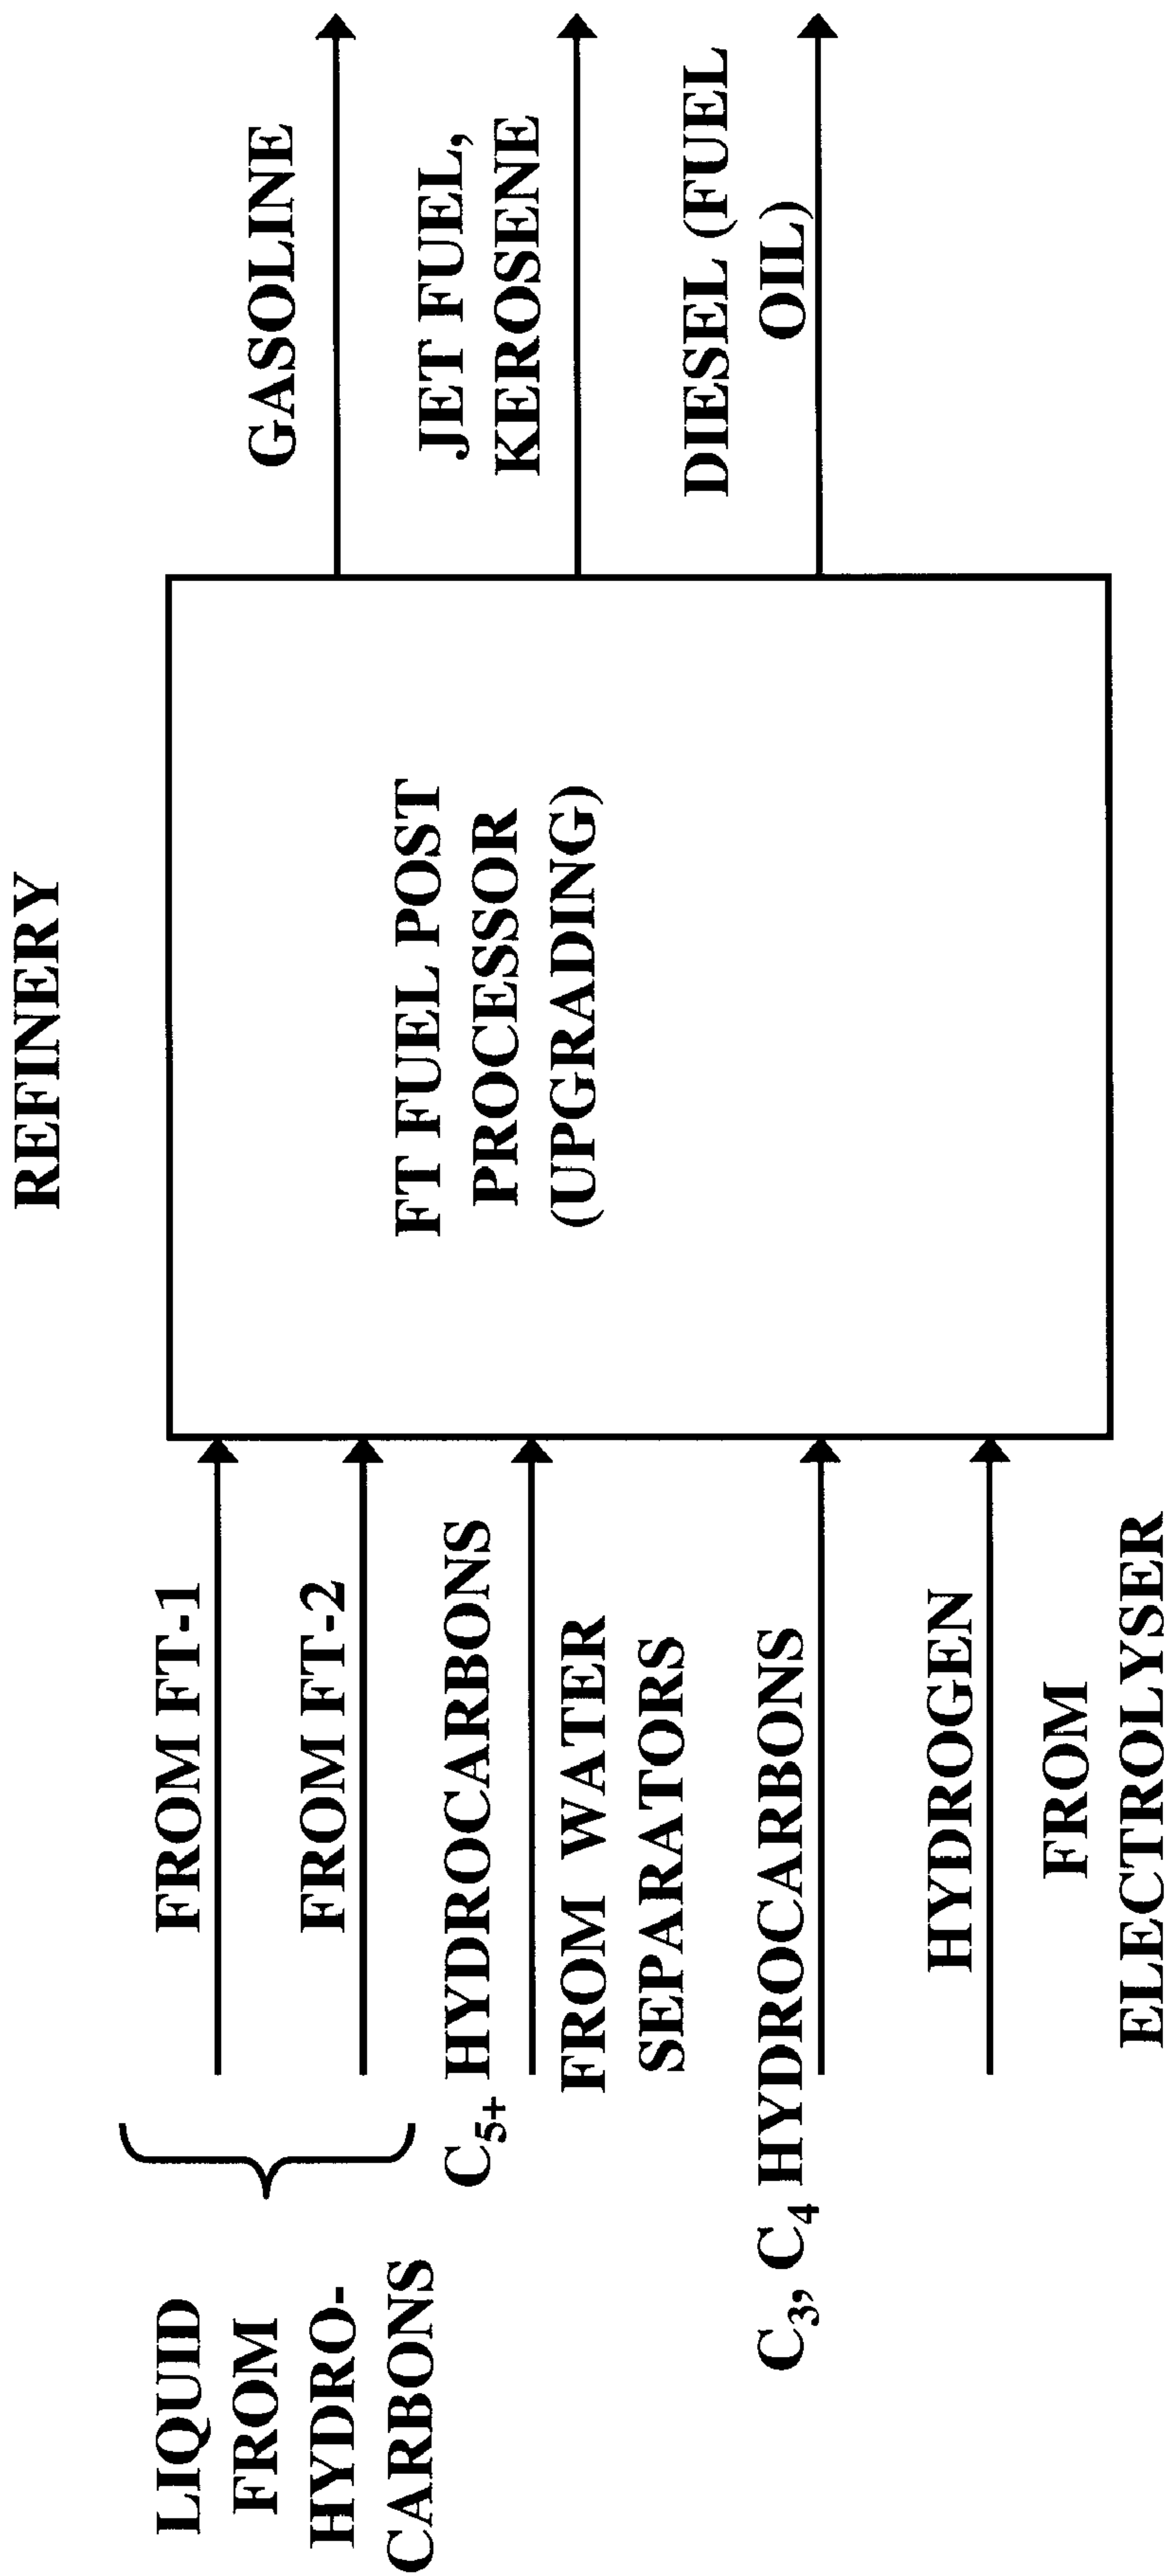 REFINERY
LIQUID
FROM
HYDRO-
CARBONS
FROM FT-1
FROM FT-2
C₅₊ HYDROCARBONS
FROM WATER
SEPARATORS
C₃, C₄ HYDROCARBONS
HYDROGEN
FROM
ELECTROLYSER
FT FUEL POST
PROCESSOR
(UPGRADING)
GASOLINE
JET FUEL,
KEROSENE
DIESEL (FUEL
OIL)